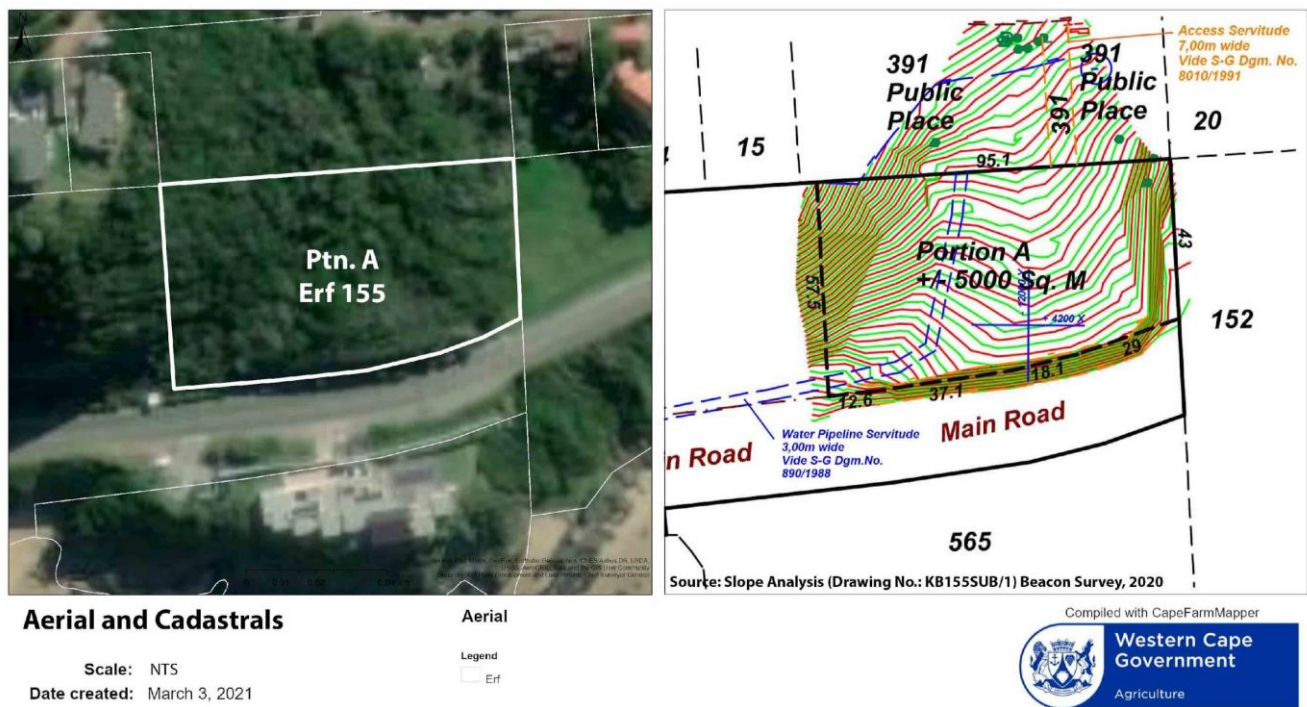 Ptn. A
Erf 155
Access Servitude
7,00m wide
Vide S-G Dgm. No.
8010/1991
391
Public
Place
391
Public
Place
391
15
20
95.1
Portion A
+/- 5000 Sq. M
57.5
43
+ 4200 X
152
29
18.1
37.1
12.6
Main Road
n Road
Water Pipeline Servitude
3,00m wide
Vide S-G Dgm.No.
890/1988
565
Source: Slope Analysis (Drawing No.: KB155SUB/1) Beacon Survey, 2020
Aerial and Cadastrals
Scale: NTS
Date created: March 3, 2021
Aerial
Legend
Erf
Compiled with CapeFarmMapper
Western Cape
Government
Agriculture